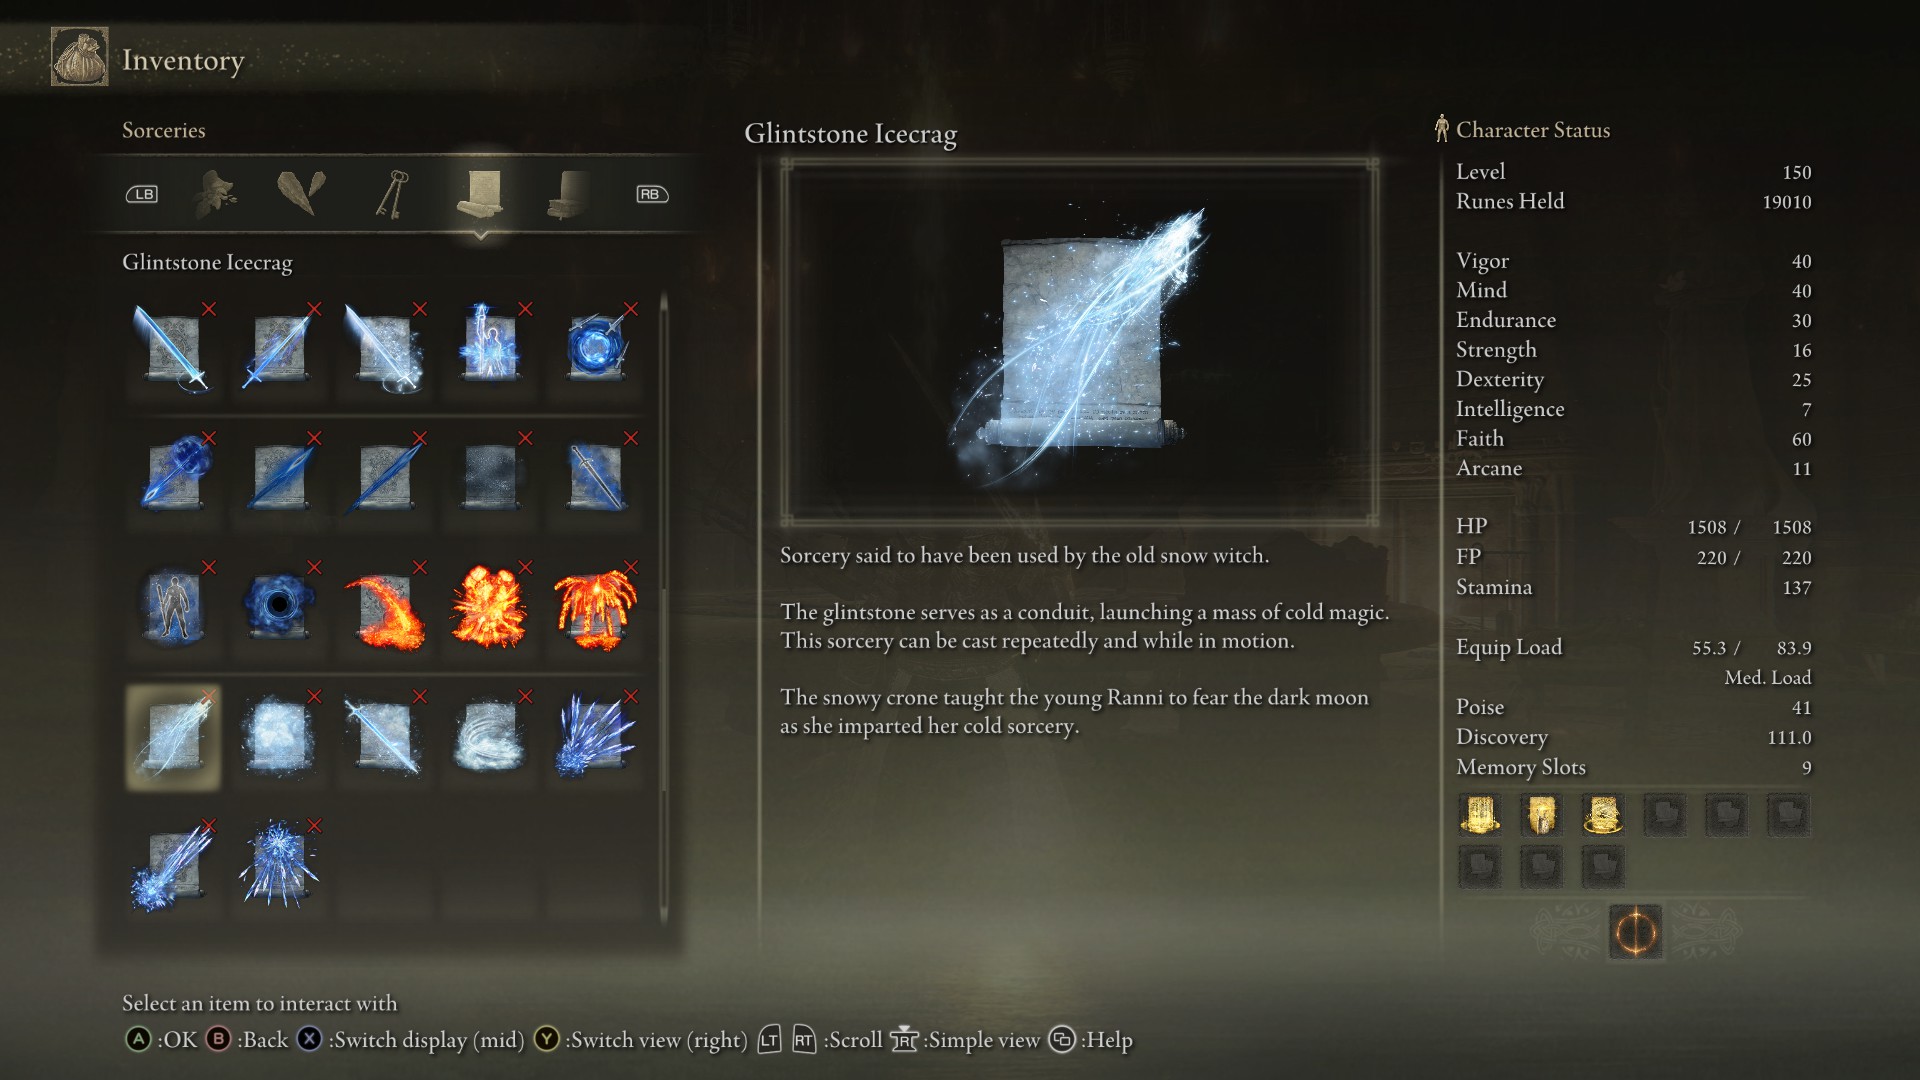 Inventory
Sorceries
LB
RB
Glintstone Icecrag
Glintstone Icecrag
Sorcery said to have been used by the old snow witch.
The glintstone serves as a conduit, launching a mass of cold magic.
This sorcery can be cast repeatedly and while in motion.
The snowy crone taught the young Ranni to fear the dark moon
as she imparted her cold sorcery.
Character Status
Level 150
Runes Held 19010
Vigor 40
Mind 40
Endurance 30
Strength 16
Dexterity 25
Intelligence 7
Faith 60
Arcane 11
HP 1508 / 1508
FP 220 / 220
Stamina 137
Equip Load 55.3 / 83.9
Med. Load
Poise 41
Discovery 111.0
Memory Slots 9
Select an item to interact with
A :OK B :Back X :Switch display (mid) Y :Switch view (right) LT RT :Scroll R :Simple view :Help